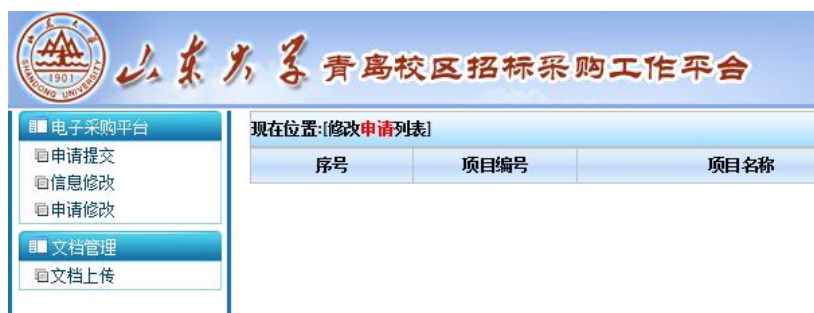 山东大学青岛校区招标采购工作平台
山东大学
1901
SHANDONG UNIVERSITY
电子采购平台
申请提交
信息修改
申请修改
文档管理
文档上传
现在位置:[修改申请列表]
序号 项目编号 项目名称